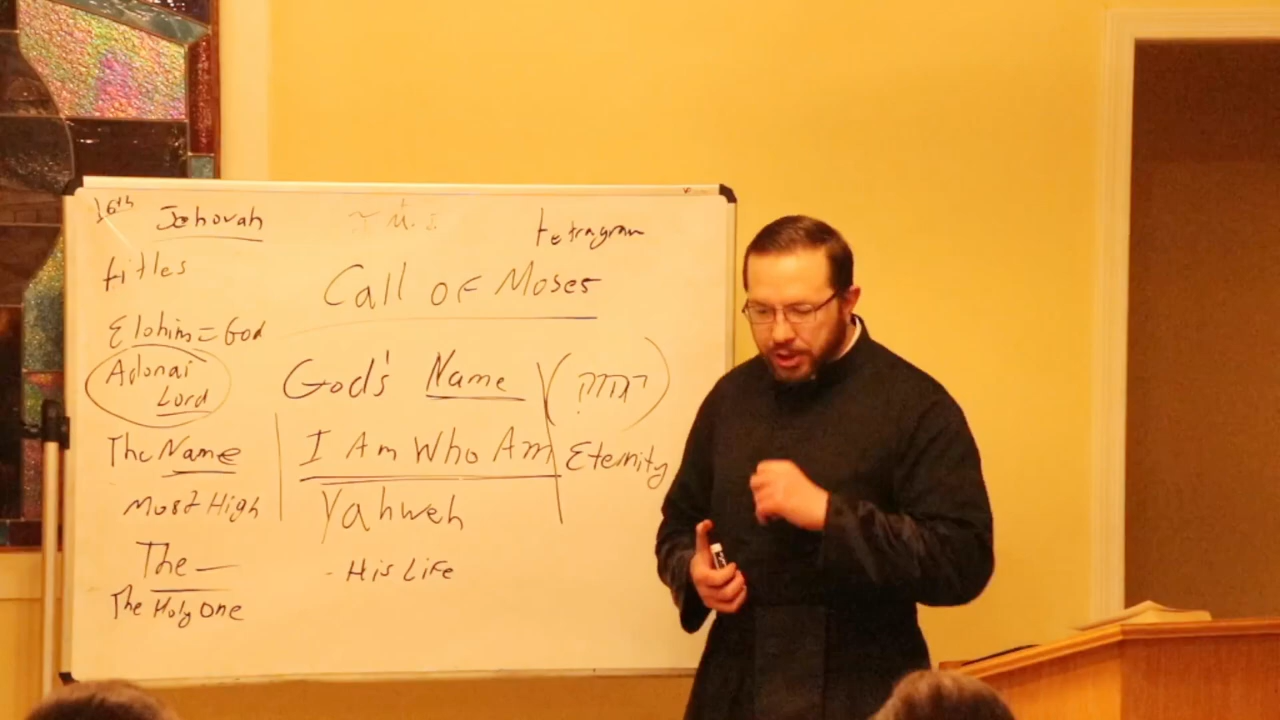 16th
Jehovah
tetragram
titles
Call of Moses
Elohim = God
Adonai
Lord
God's Name
The Name
I Am Who Am
Eternity
Most High
Yahweh
The —
- His Life
The Holy One